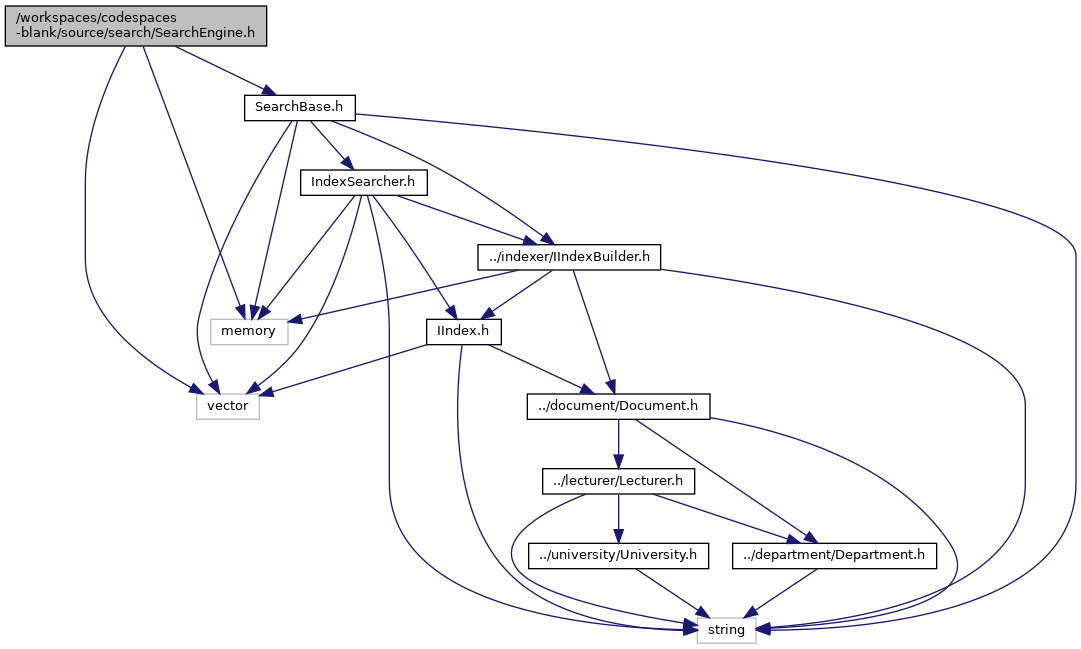 /workspaces/codespaces
-blank/source/search/SearchEngine.h
SearchBase.h
IndexSearcher.h
../indexer/IIndexBuilder.h
memory
IIndex.h
vector
../document/Document.h
../lecturer/Lecturer.h
../university/University.h
../department/Department.h
string